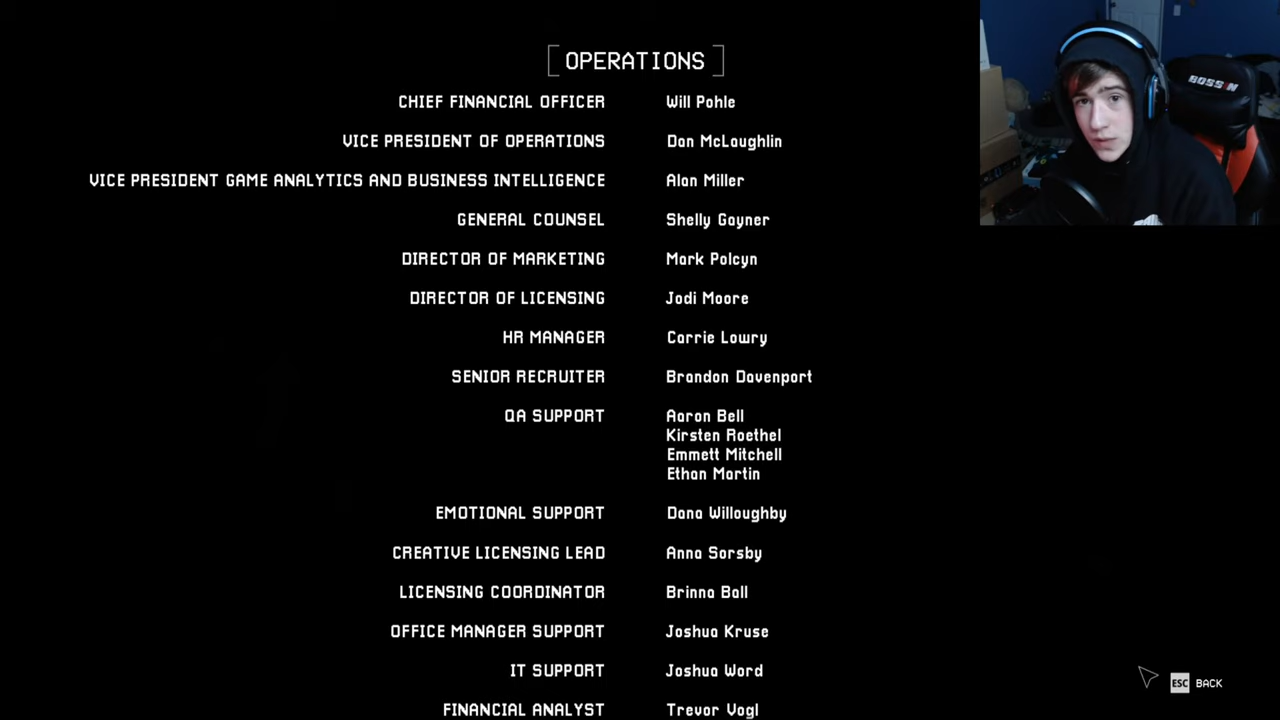 [OPERATIONS]
CHIEF FINANCIAL OFFICER Will Pohle
VICE PRESIDENT OF OPERATIONS Dan McLaughlin
VICE PRESIDENT GAME ANALYTICS AND BUSINESS INTELLIGENCE Alan Miller
GENERAL COUNSEL Shelly Gayner
DIRECTOR OF MARKETING Mark Polcyn
DIRECTOR OF LICENSING Jodi Moore
HR MANAGER Carrie Lowry
SENIOR RECRUITER Brandon Davenport
QA SUPPORT Aaron Bell
Kirsten Roethel
Emmett Mitchell
Ethan Martin
EMOTIONAL SUPPORT Dana Willoughby
CREATIVE LICENSING LEAD Anna Sorsby
LICENSING COORDINATOR Brinna Ball
OFFICE MANAGER SUPPORT Joshua Kruse
IT SUPPORT Joshua Word
FINANCIAL ANALYST Trevor Vogl
ESC BACK
BOSSIN